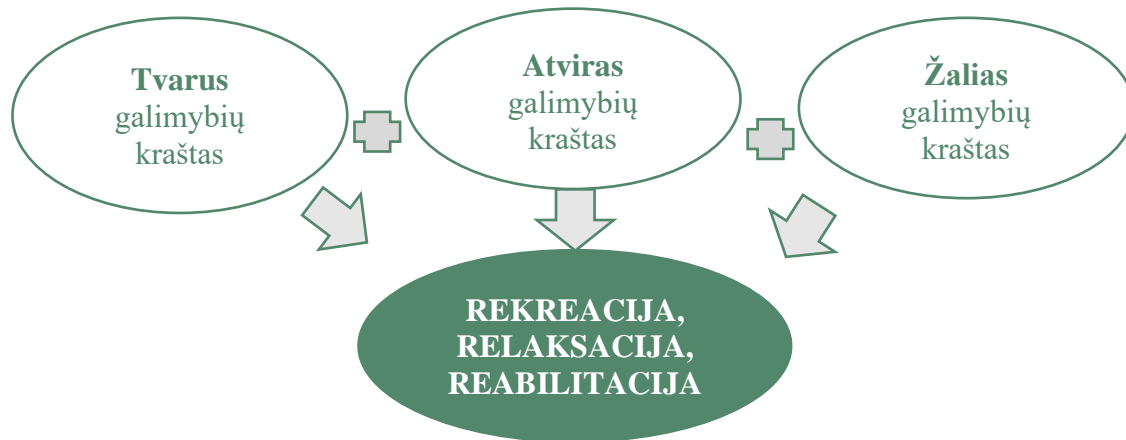 Tvarus
galimybių
kraštas
Atviras
galimybių
kraštas
Žalias
galimybių
kraštas
REKREACIJA,
RELAKSACIJA,
REABILITACIJA